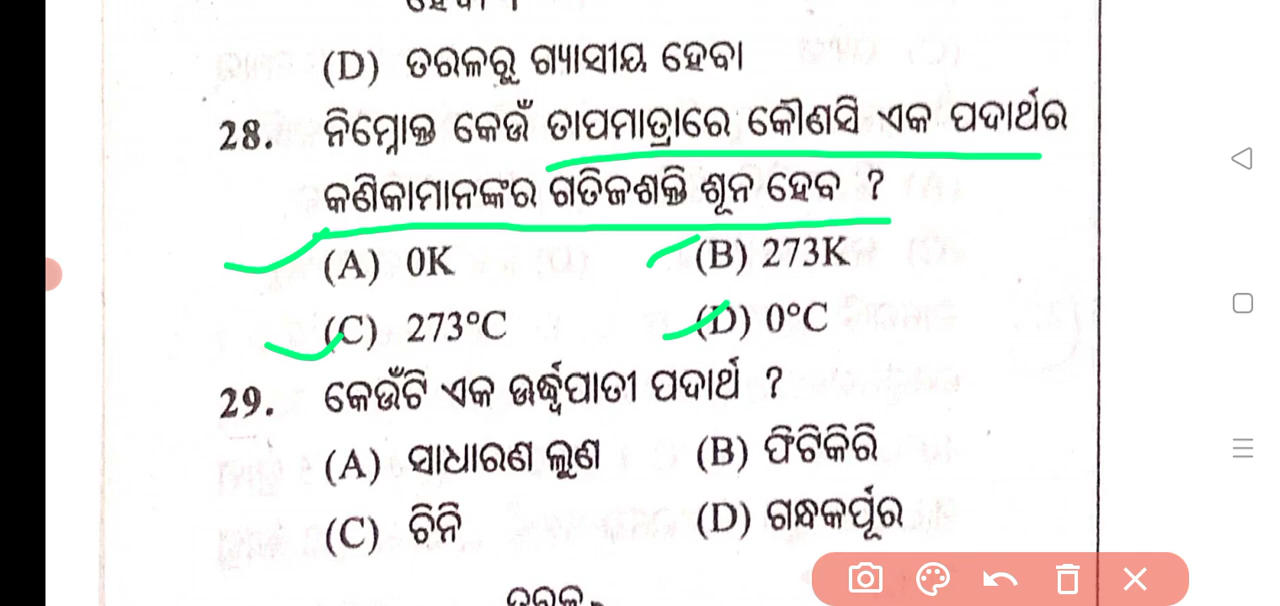 (D) ତରଳରୁ ଗ୍ୟାସୀୟ ହେବା
28. ନିମ୍ନୋକ୍ତ କେଉଁ ତାପମାତ୍ରାରେ କୌଣସି ଏକ ପଦାର୍ଥର
କଣିକାମାନଙ୍କର ଗତିଜଶକ୍ତି ଶୂନ ହେବ ?
(A) 0K (B) 273K
(C) 273°C (D) 0°C
29. କେଉଁଟି ଏକ ଊର୍ଦ୍ଧ୍ୱପାତୀ ପଦାର୍ଥ ?
(A) ସାଧାରଣ ଲୁଣ (B) ଫିଟିକିରି
(C) ଚିନି (D) ଗନ୍ଧକର୍ପୂର